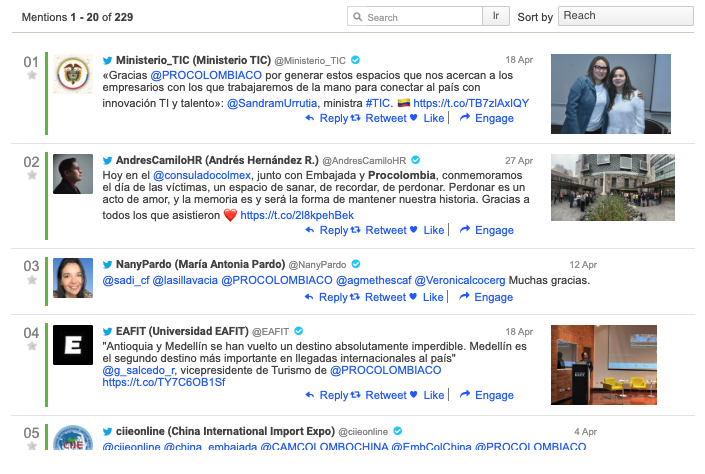 Mentions 1 - 20 of 229
Search
Ir
Sort by
Reach
01
Ministerio_TIC (Ministerio TIC) @Ministerio_TIC
18 Apr
«Gracias @PROCOLOMBIACO por generar estos espacios que nos acercan a los
empresarios con los que trabajaremos de la mano para conectar al país con
innovación TI y talento»: @SandramUrrutia, ministra #TIC. 🇨🇴 https://t.co/TB7zlAxIQY
Reply Retweet Like | Engage
02
AndresCamiloHR (Andrés Hernández R.) @AndresCamiloHR
27 Apr
Hoy en el @consuladocolmex, junto con Embajada y Procolombia, conmemoramos
el día de las víctimas, un espacio de sanar, de recordar, de perdonar. Perdonar es un
acto de amor, y la memoria es y será la forma de mantener nuestra historia. Gracias a
todos los que asistieron ❤️ https://t.co/2l8kpehBek
Reply Retweet Like | Engage
03
NanyPardo (María Antonia Pardo) @NanyPardo
12 Apr
@sadi_cf @lasillavacia @PROCOLOMBIACO @agmethescaf @Veronicalcocerg Muchas gracias.
Reply Retweet Like | Engage
04
EAFIT (Universidad EAFIT) @EAFIT
18 Apr
"Antioquia y Medellín se han vuelto un destino absolutamente imperdible. Medellín es
el segundo destino más importante en llegadas internacionales al país"
@g_salcedo_r, vicepresidente de Turismo de @PROCOLOMBIACO
https://t.co/TY7C6OB1Sf
Reply Retweet Like | Engage
05
ciieonline (China International Import Expo) @ciieonline
4 Apr
@ciieonline @china_embajada @CAMCOLOMBOCHINA @EmbColChina @PROCOLOMBIACO